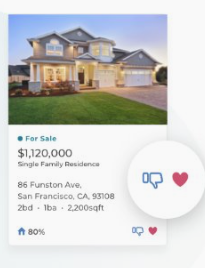 For Sale
$1,120,000
Single Family Residence
86 Funston Ave,
San Francisco, CA, 93108
2bd · 1ba · 2,200sqft
80%